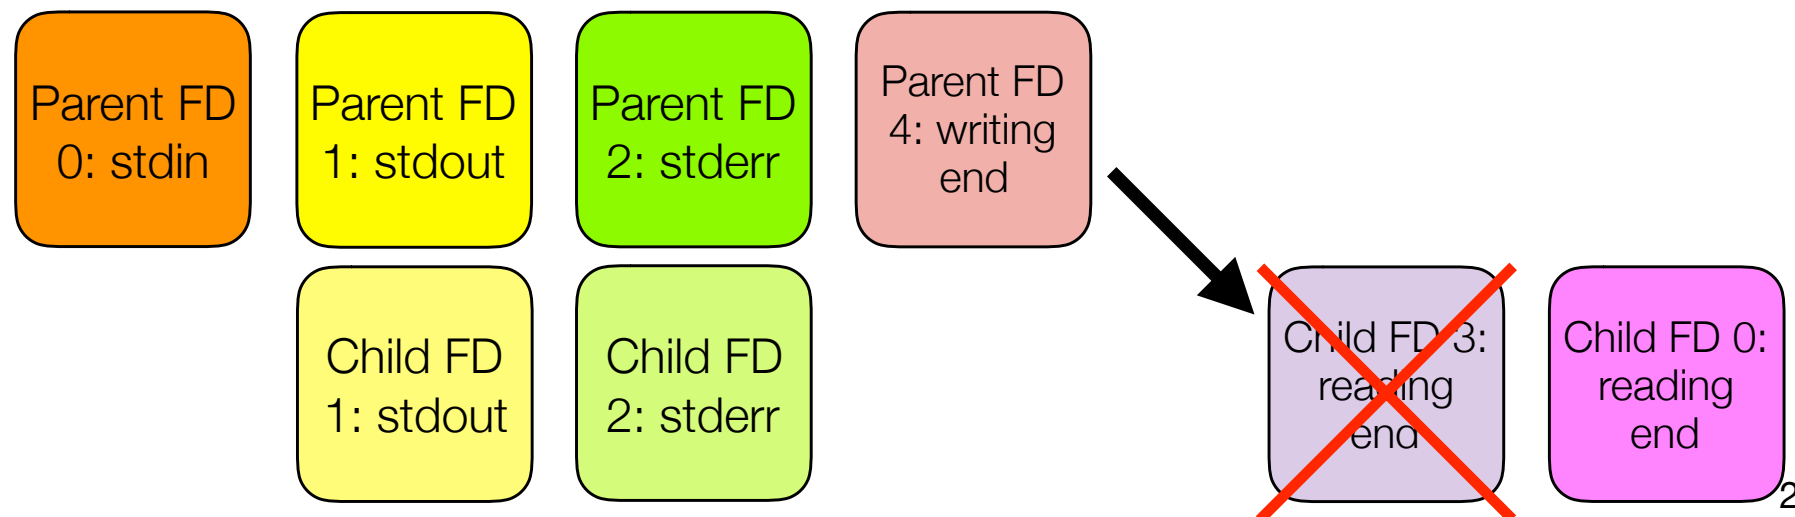 Parent FD
0: stdin
Parent FD
1: stdout
Parent FD
2: stderr
Parent FD
4: writing
end
Child FD
1: stdout
Child FD
2: stderr
Child FD 3:
reading
end
Child FD 0:
reading
end
2